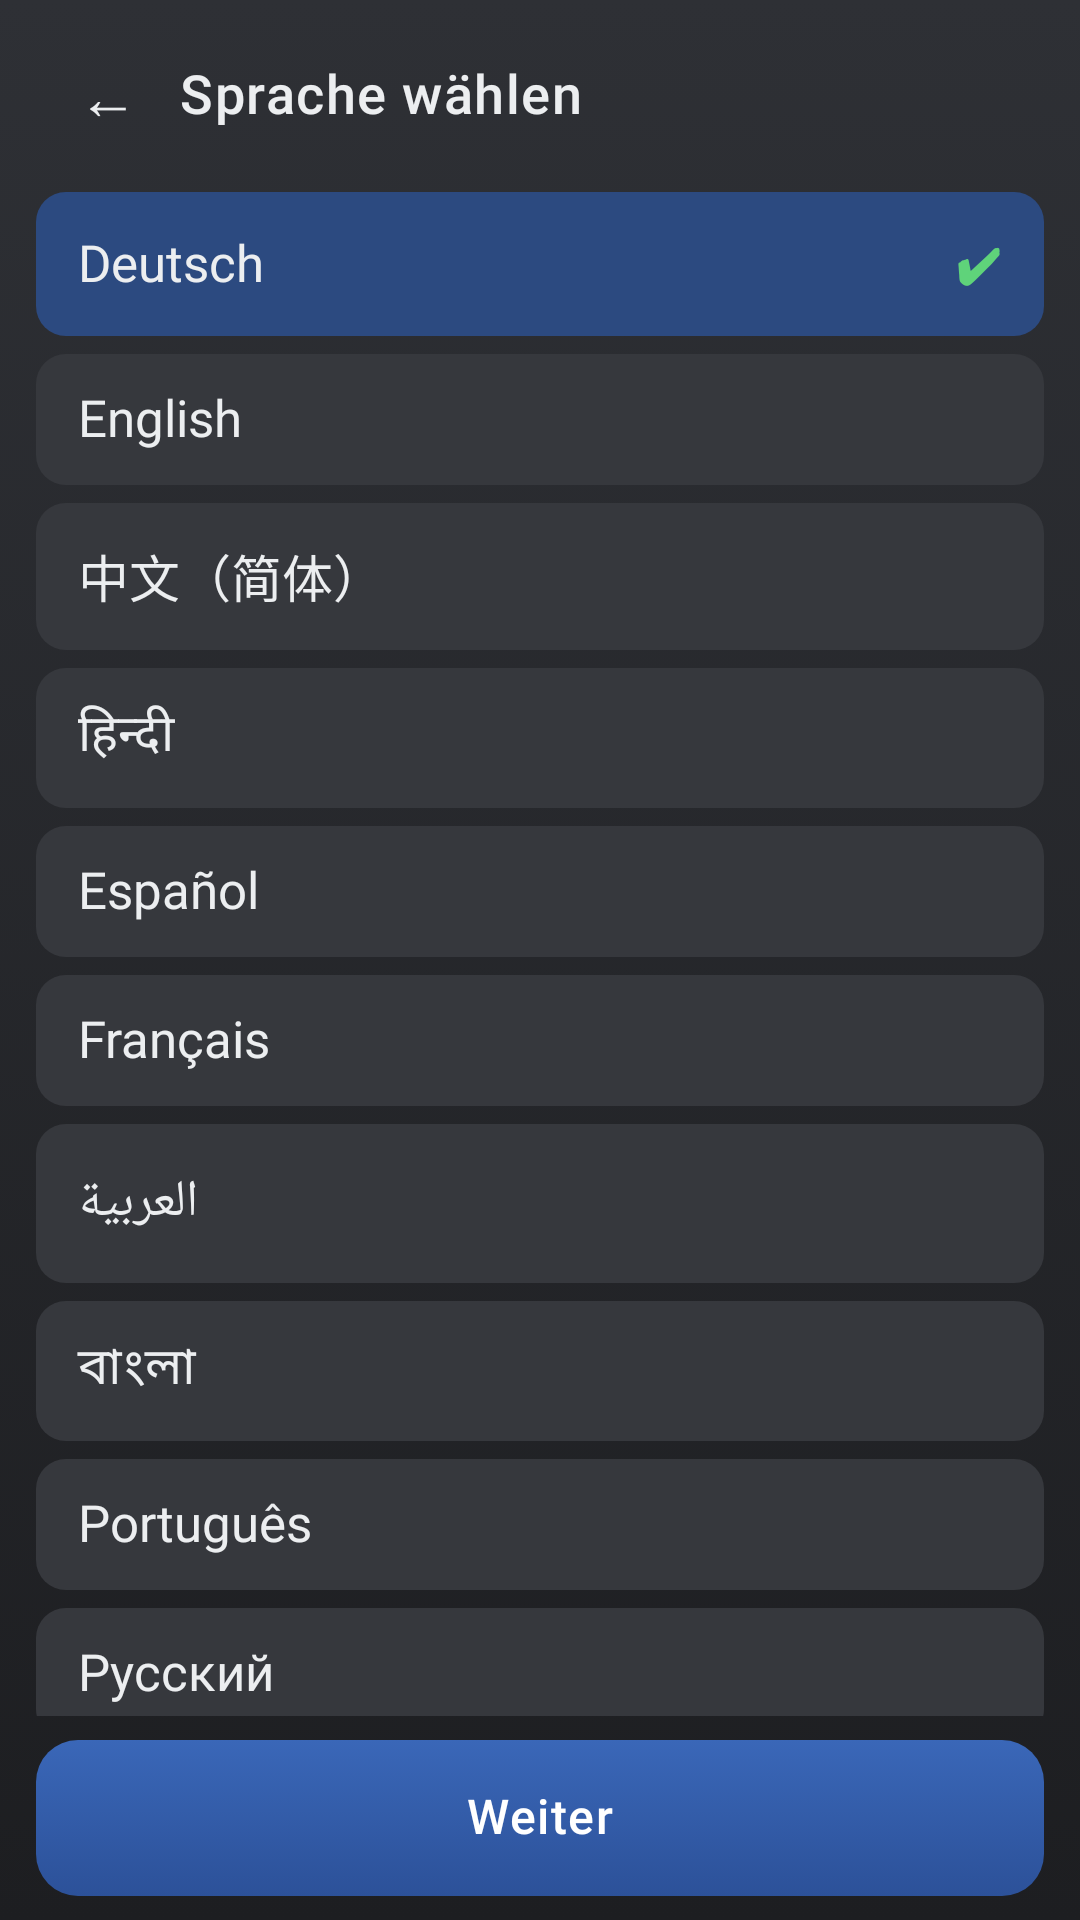 ← Sprache wählen
Deutsch ✔
English
中文（简体）
हिन्दी
Español
Français
العربية
বাংলা
Português
Русский
Weiter